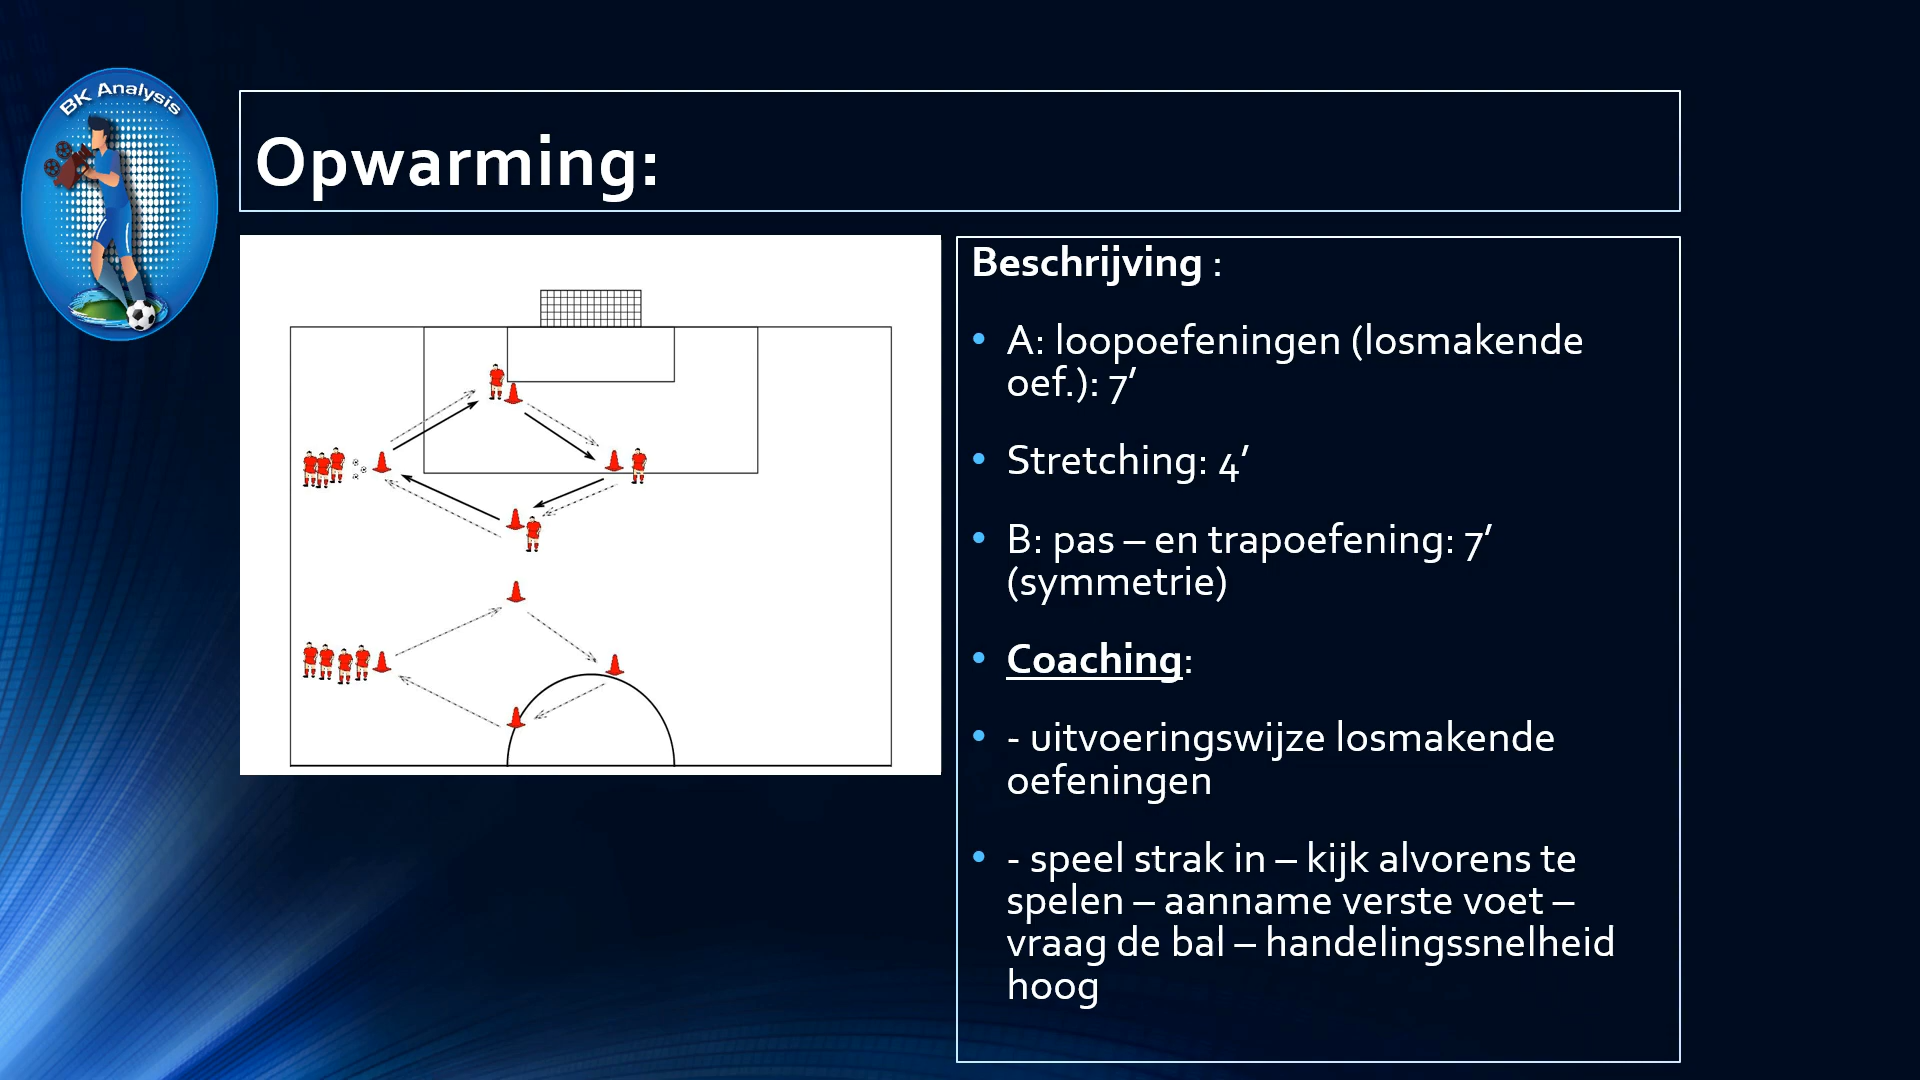 BK Analysis
Opwarming:
Beschrijving :
• A: loopoefeningen (losmakende
oef.): 7’
• Stretching: 4’
• B: pas – en trapoefening: 7’
(symmetrie)
• Coaching:
• - uitvoeringswijze losmakende
oefeningen
• - speel strak in – kijk alvorens te
spelen – aanname verste voet –
vraag de bal – handelingssnelheid
hoog